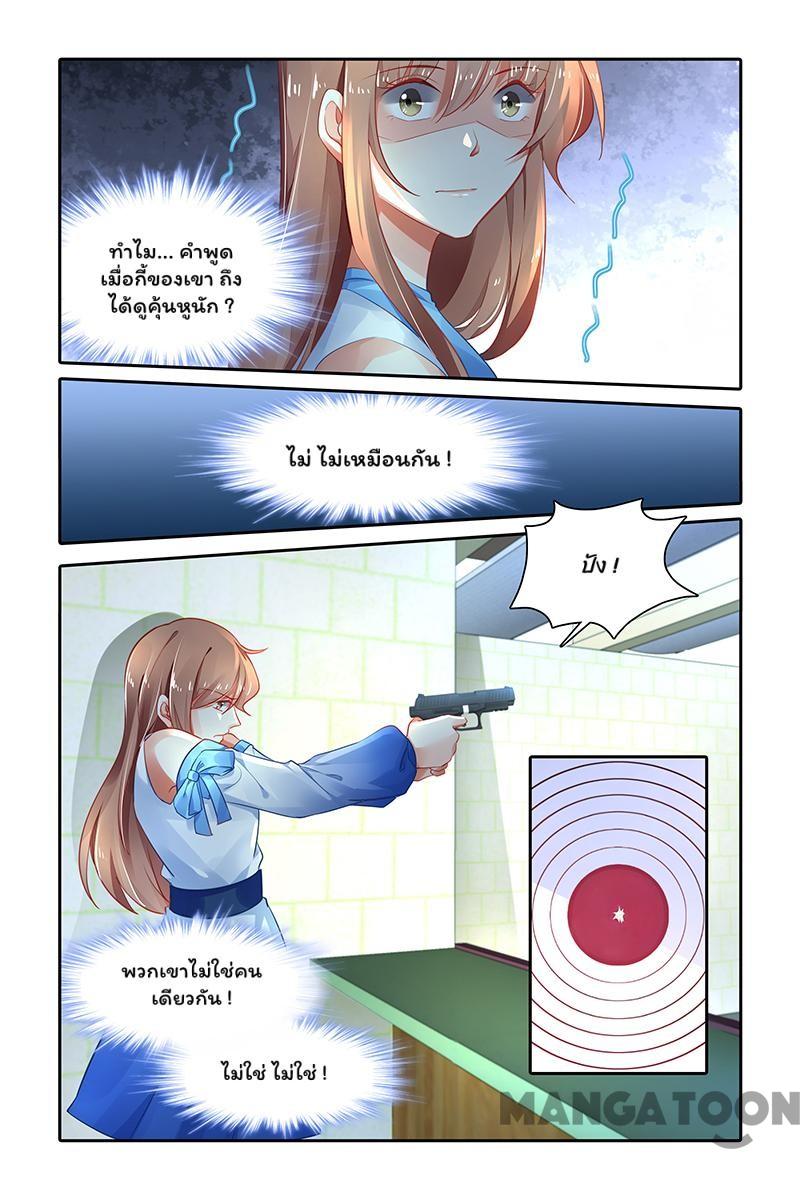 ทำไม... คำพูด
เมื่อกี้ของเขา ถึง
ได้ดูคุ้นหูนัก ?
ไม่ ไม่เหมือนกัน !
ปัง !
พวกเขาไม่ใช่คน
เดียวกัน !
ไม่ใช่ ไม่ใช่ !
MANGATOON